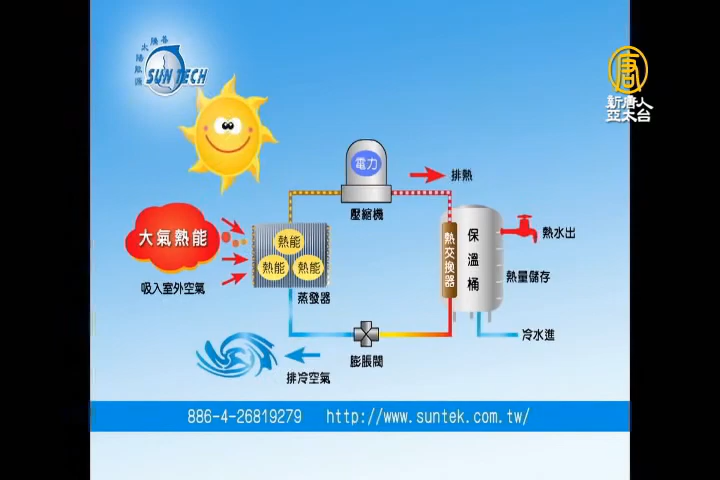 太陽谷
陽能源
SUN TECH
唐
新唐人
亞太台
電力
排熱
壓縮機
大氣熱能
熱能
熱能 熱能
吸入室外空氣
蒸發器
熱交換器
保溫桶
熱水出
熱量儲存
冷水進
膨脹閥
排冷空氣
886-4-26819279 http://www.suntek.com.tw/